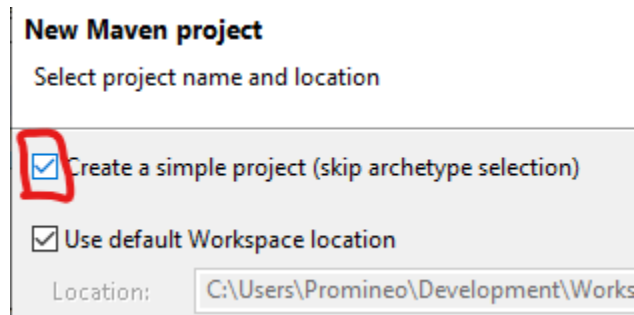 New Maven project
Select project name and location
Create a simple project (skip archetype selection)
Use default Workspace location
Location: C:\Users\Promineo\Development\Works